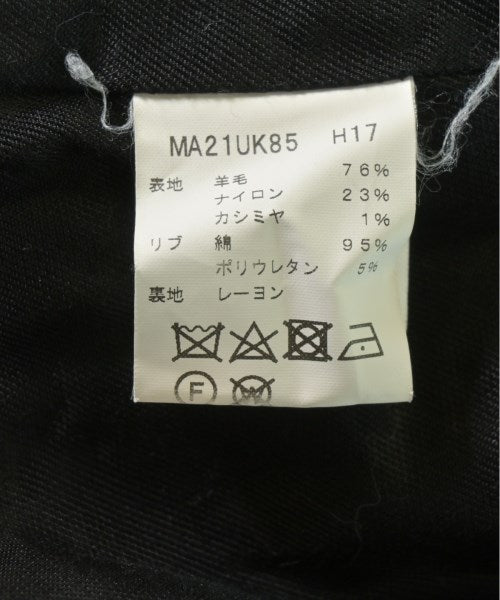 MA21UK85 H17
表地 羊毛 76%
ナイロン 23%
カシミヤ 1%
リブ 綿 95%
ポリウレタン 5%
裏地 レーヨン
F W